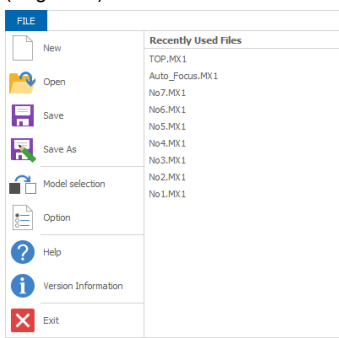 FILE
New
Open
Save
Save As
Model selection
Option
Help
Version Information
Exit
Recently Used Files
TOP.MX1
Auto_Focus.MX1
No7.MX1
No6.MX1
No5.MX1
No4.MX1
No3.MX1
No2.MX1
No1.MX1